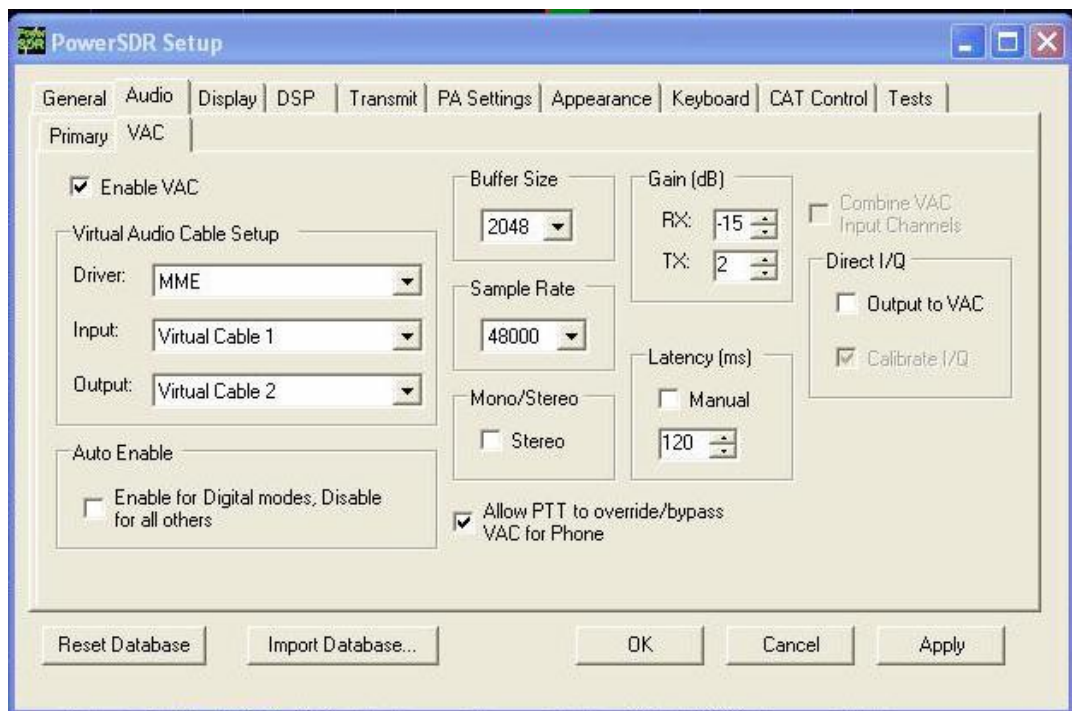 PowerSDR Setup
General Audio Display DSP Transmit PA Settings Appearance Keyboard CAT Control Tests
Primary VAC
Enable VAC
Virtual Audio Cable Setup
Driver: MME
Input: Virtual Cable 1
Output: Virtual Cable 2
Auto Enable
Enable for Digital modes, Disable
for all others
Buffer Size
2048
Sample Rate
48000
Mono/Stereo
Stereo
Gain (dB)
RX: -15
TX: 2
Latency (ms)
Manual
120
Allow PTT to override/bypass
VAC for Phone
Combine VAC
Input Channels
Direct I/Q
Output to VAC
Calibrate I/Q
Reset Database Import Database... OK Cancel Apply